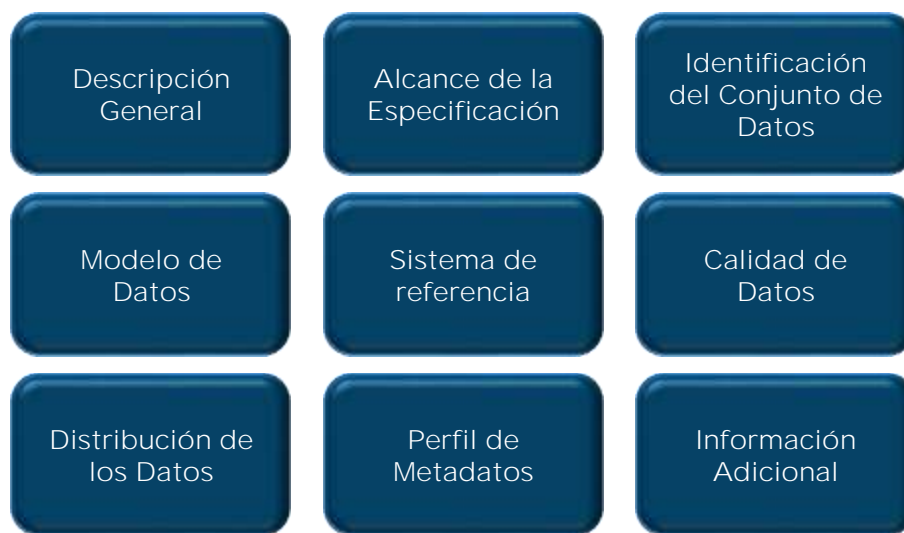 Descripción
General
Alcance de la
Especificación
Identificación
del Conjunto de
Datos
Modelo de
Datos
Sistema de
referencia
Calidad de
Datos
Distribución de
los Datos
Perfil de
Metadatos
Información
Adicional